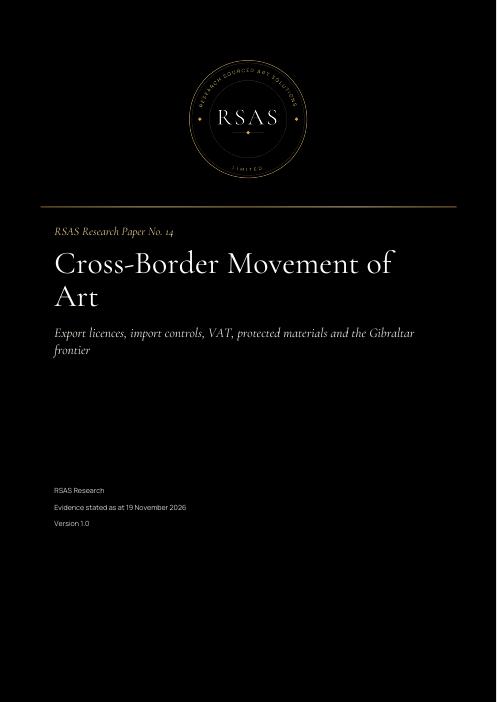 RESEARCH SOURCED ART SOLUTIONS
RSAS
LIMITED
RSAS Research Paper No. 14
Cross-Border Movement of
Art
Export licences, import controls, VAT, protected materials and the Gibraltar
frontier
RSAS Research
Evidence stated as at 19 November 2026
Version 1.0